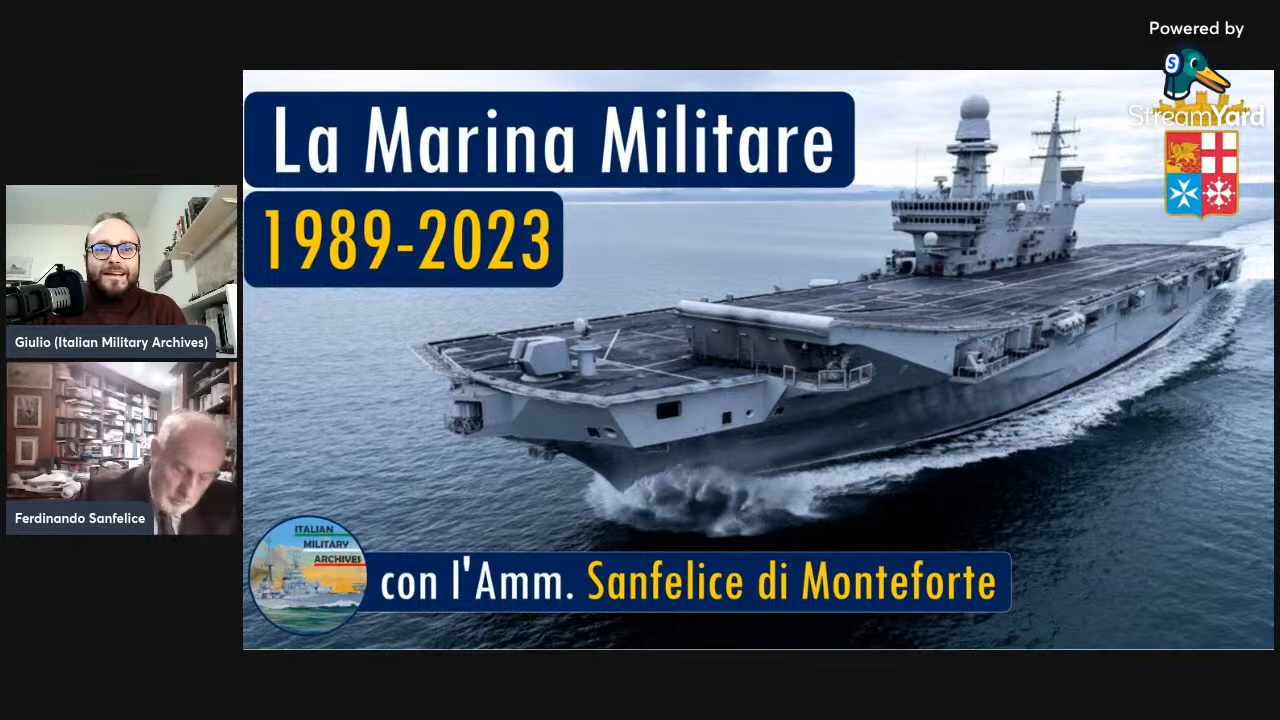 Powered by
S
StreamYard
La Marina Militare
1989-2023
Giulio (Italian Military Archives)
Ferdinando Sanfelice
ITALIAN
MILITARY
ARCHIVES
con l'Amm. Sanfelice di Monteforte